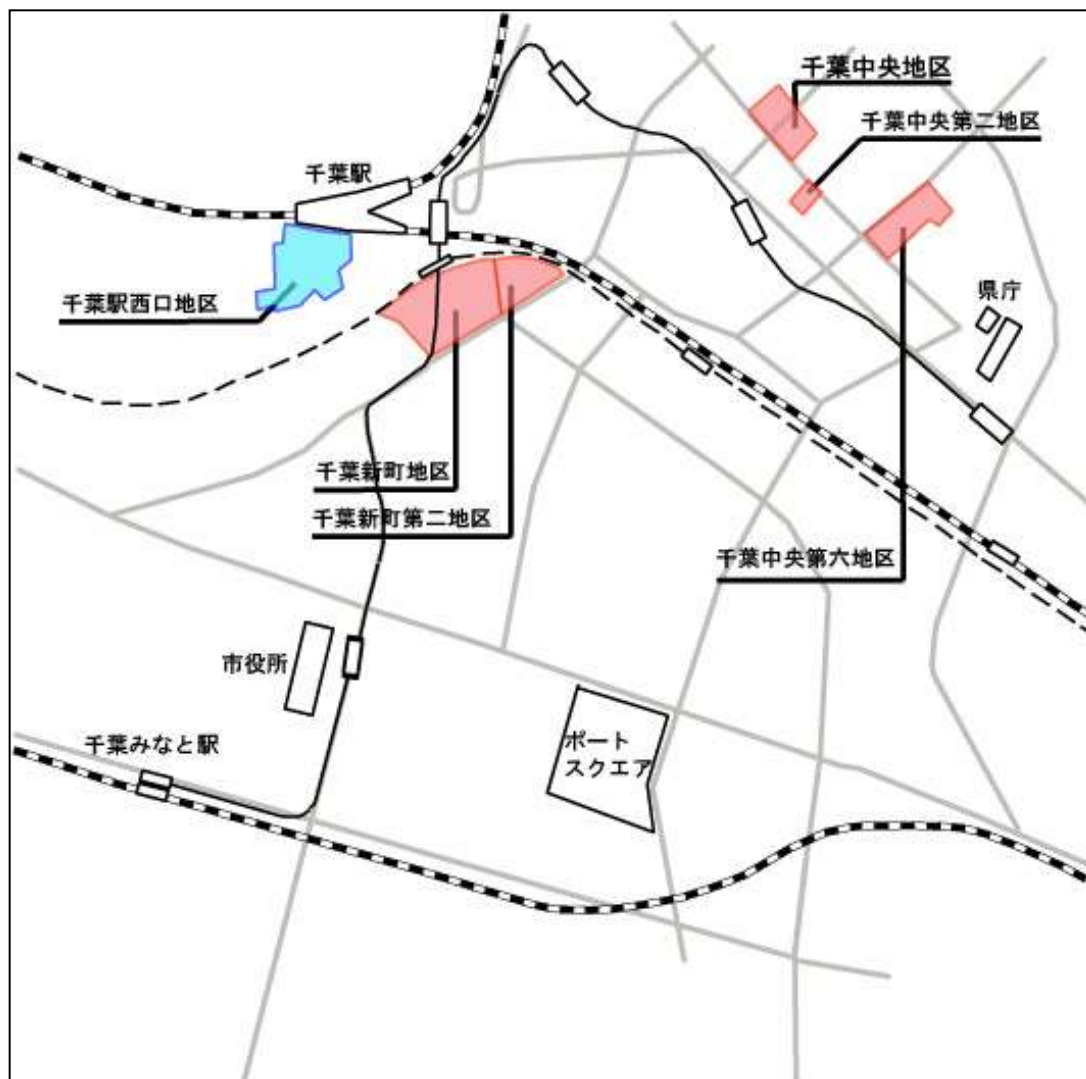 千葉中央地区
千葉中央第二地区
千葉駅
県庁
千葉駅西口地区
千葉新町地区
千葉新町第二地区
千葉中央第六地区
市役所
千葉みなと駅
ポート
スクエア